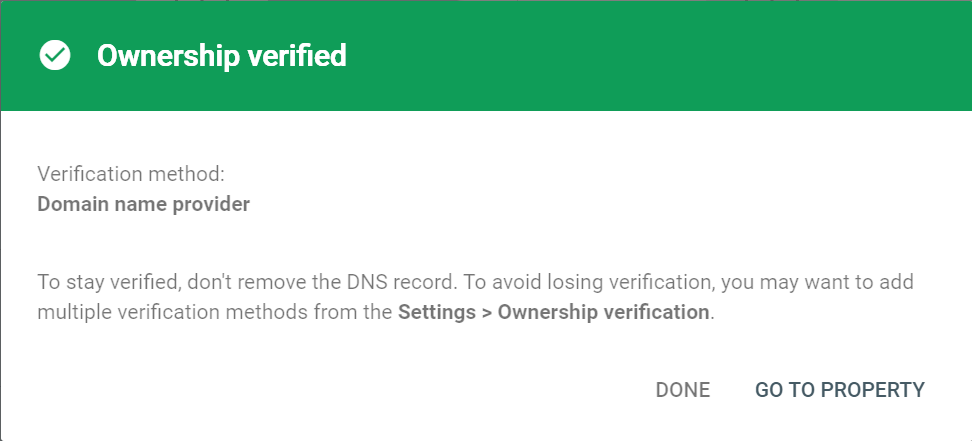 Ownership verified
Verification method:
Domain name provider
To stay verified, don't remove the DNS record. To avoid losing verification, you may want to add
multiple verification methods from the Settings > Ownership verification.
DONE GO TO PROPERTY